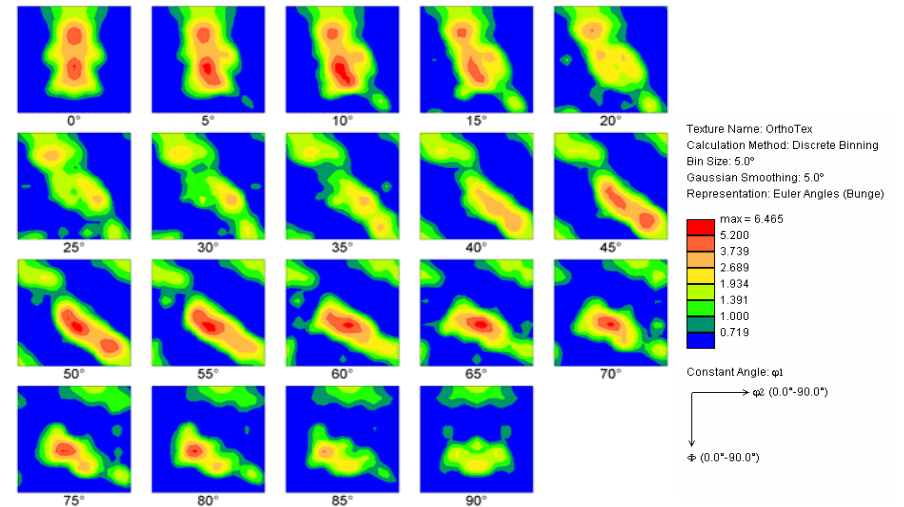 0° 5° 10° 15° 20°
25° 30° 35° 40° 45°
50° 55° 60° 65° 70°
75° 80° 85° 90°
Texture Name: OrthoTex
Calculation Method: Discrete Binning
Bin Size: 5.0°
Gaussian Smoothing: 5.0°
Representation: Euler Angles (Bunge)
max = 6.465
5.200
3.739
2.689
1.934
1.391
1.000
0.719
Constant Angle: φ1
φ2 (0.0°-90.0°)
Φ (0.0°-90.0°)